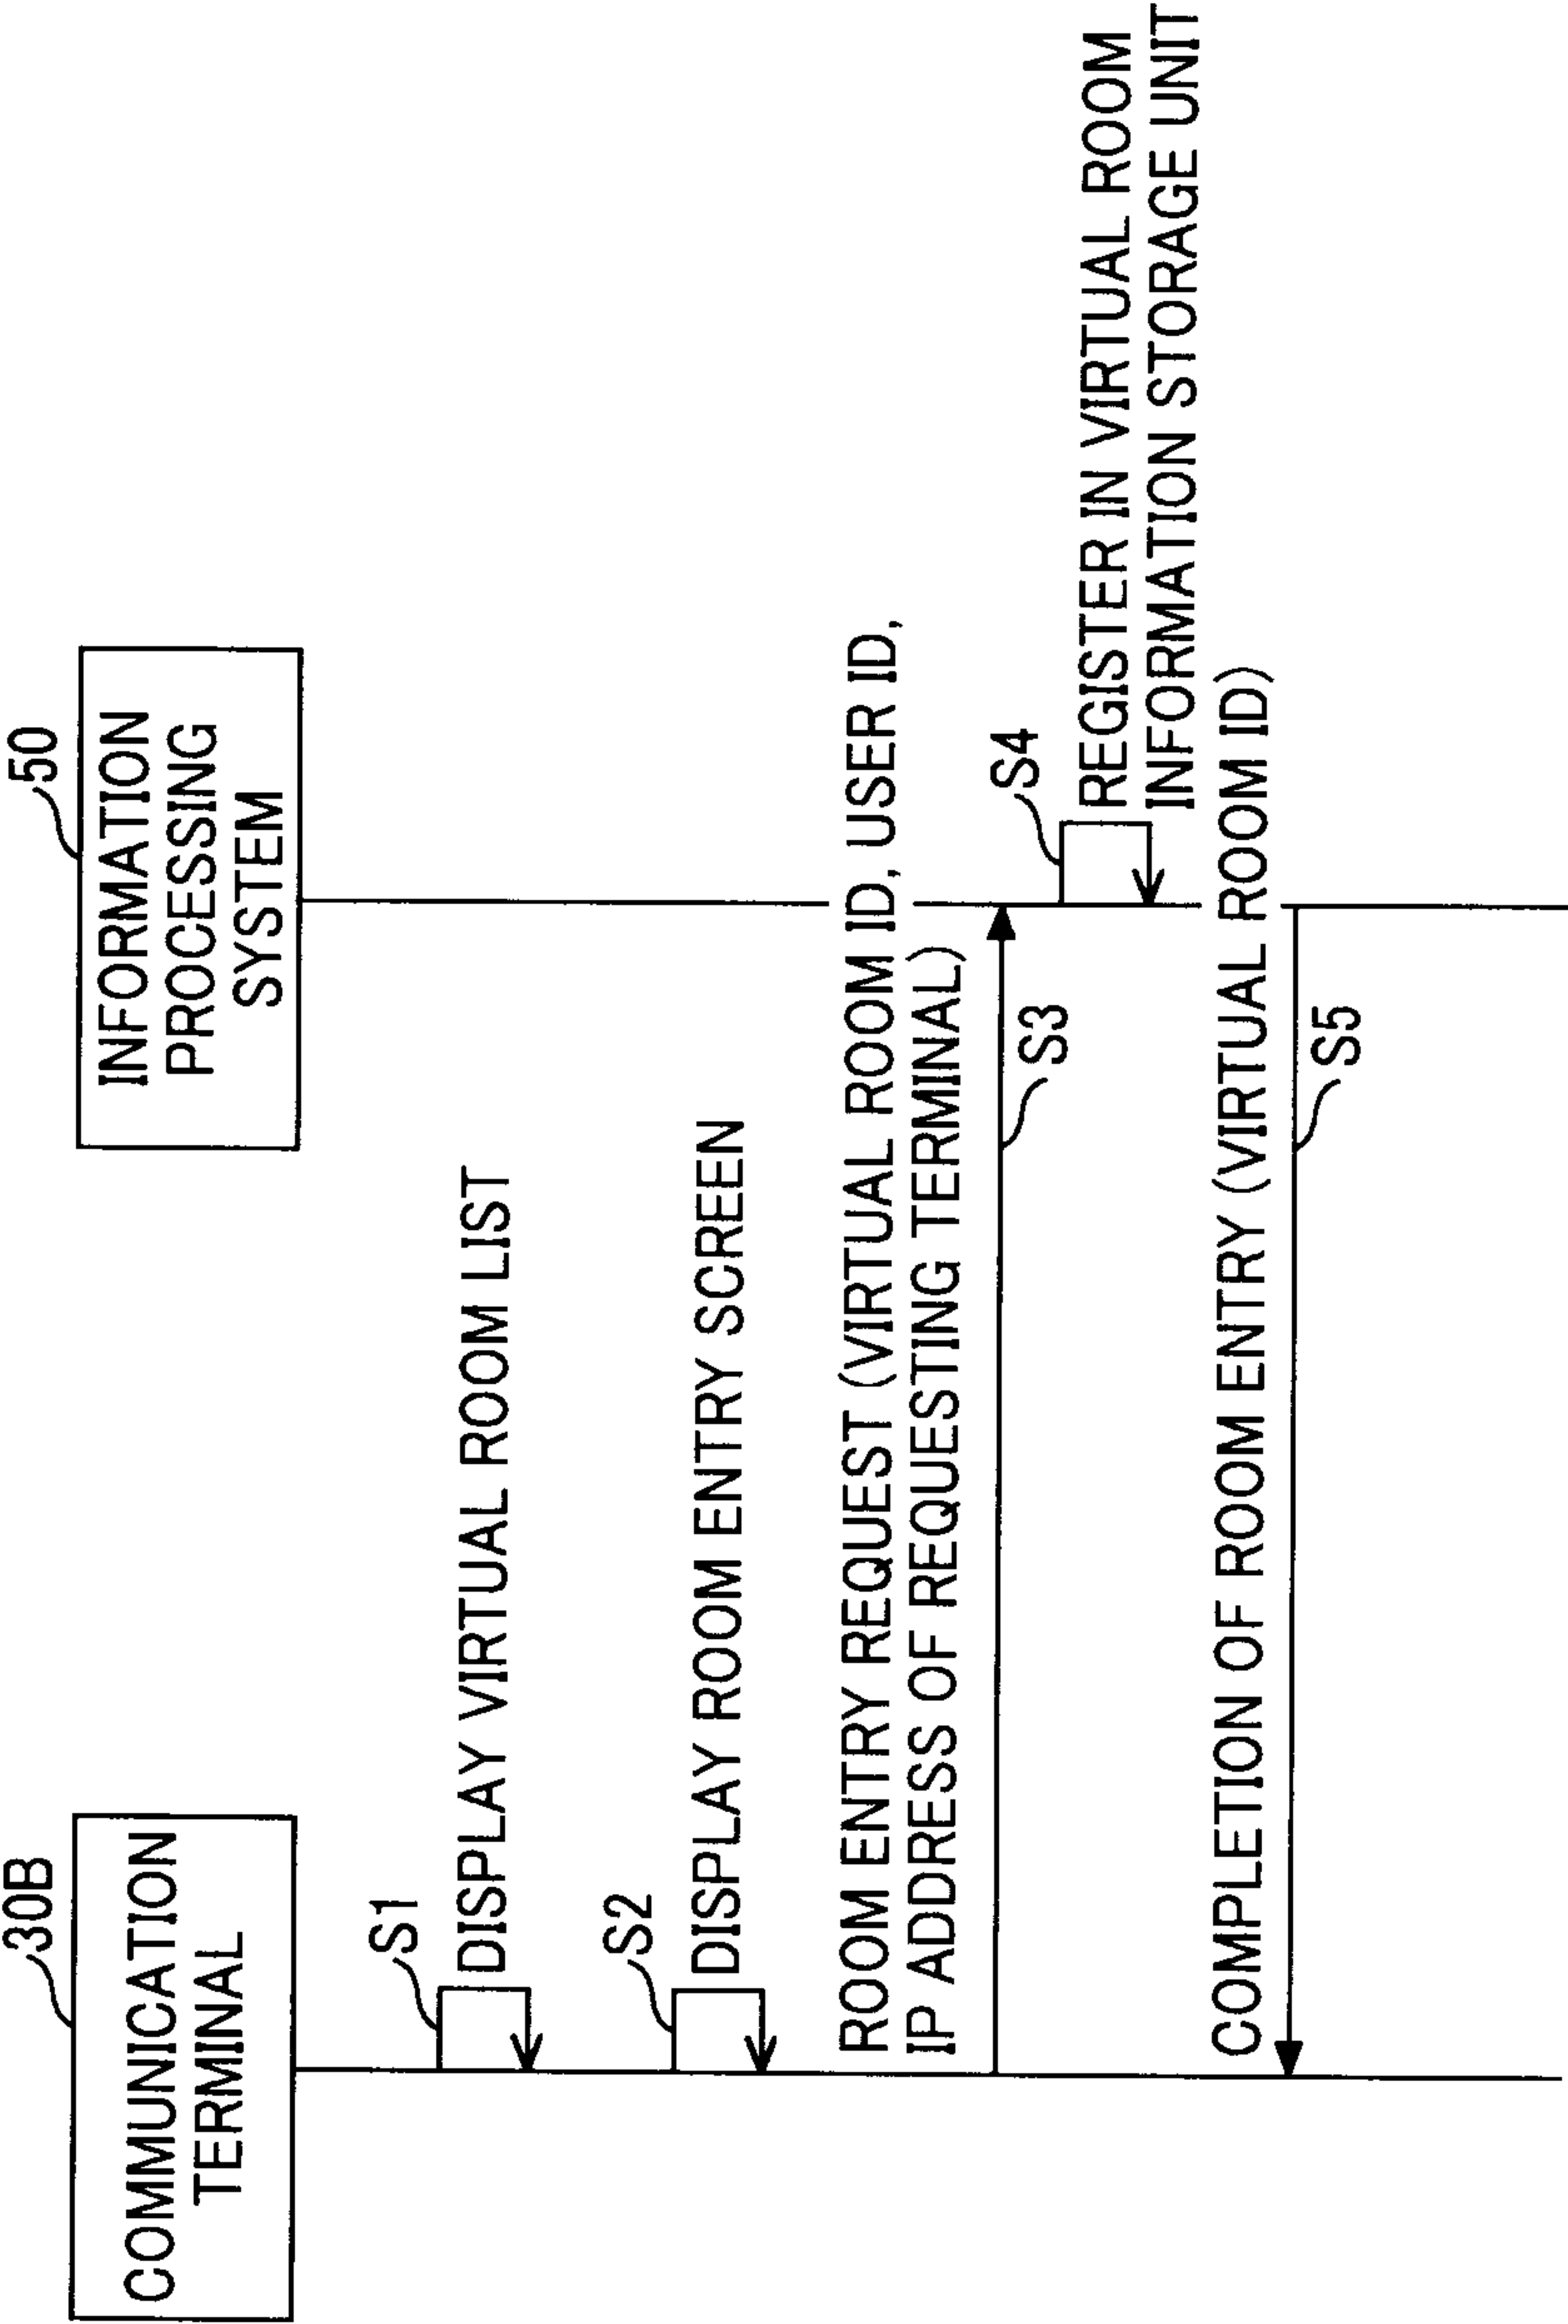 30B
COMMUNICATION
TERMINAL
50
INFORMATION
PROCESSING
SYSTEM
S1
DISPLAY VIRTUAL ROOM LIST
S2
DISPLAY ROOM ENTRY SCREEN
ROOM ENTRY REQUEST (VIRTUAL ROOM ID, USER ID,
IP ADDRESS OF REQUESTING TERMINAL)
S3
S4
REGISTER IN VIRTUAL ROOM
INFORMATION STORAGE UNIT
COMPLETION OF ROOM ENTRY (VIRTUAL ROOM ID)
S5